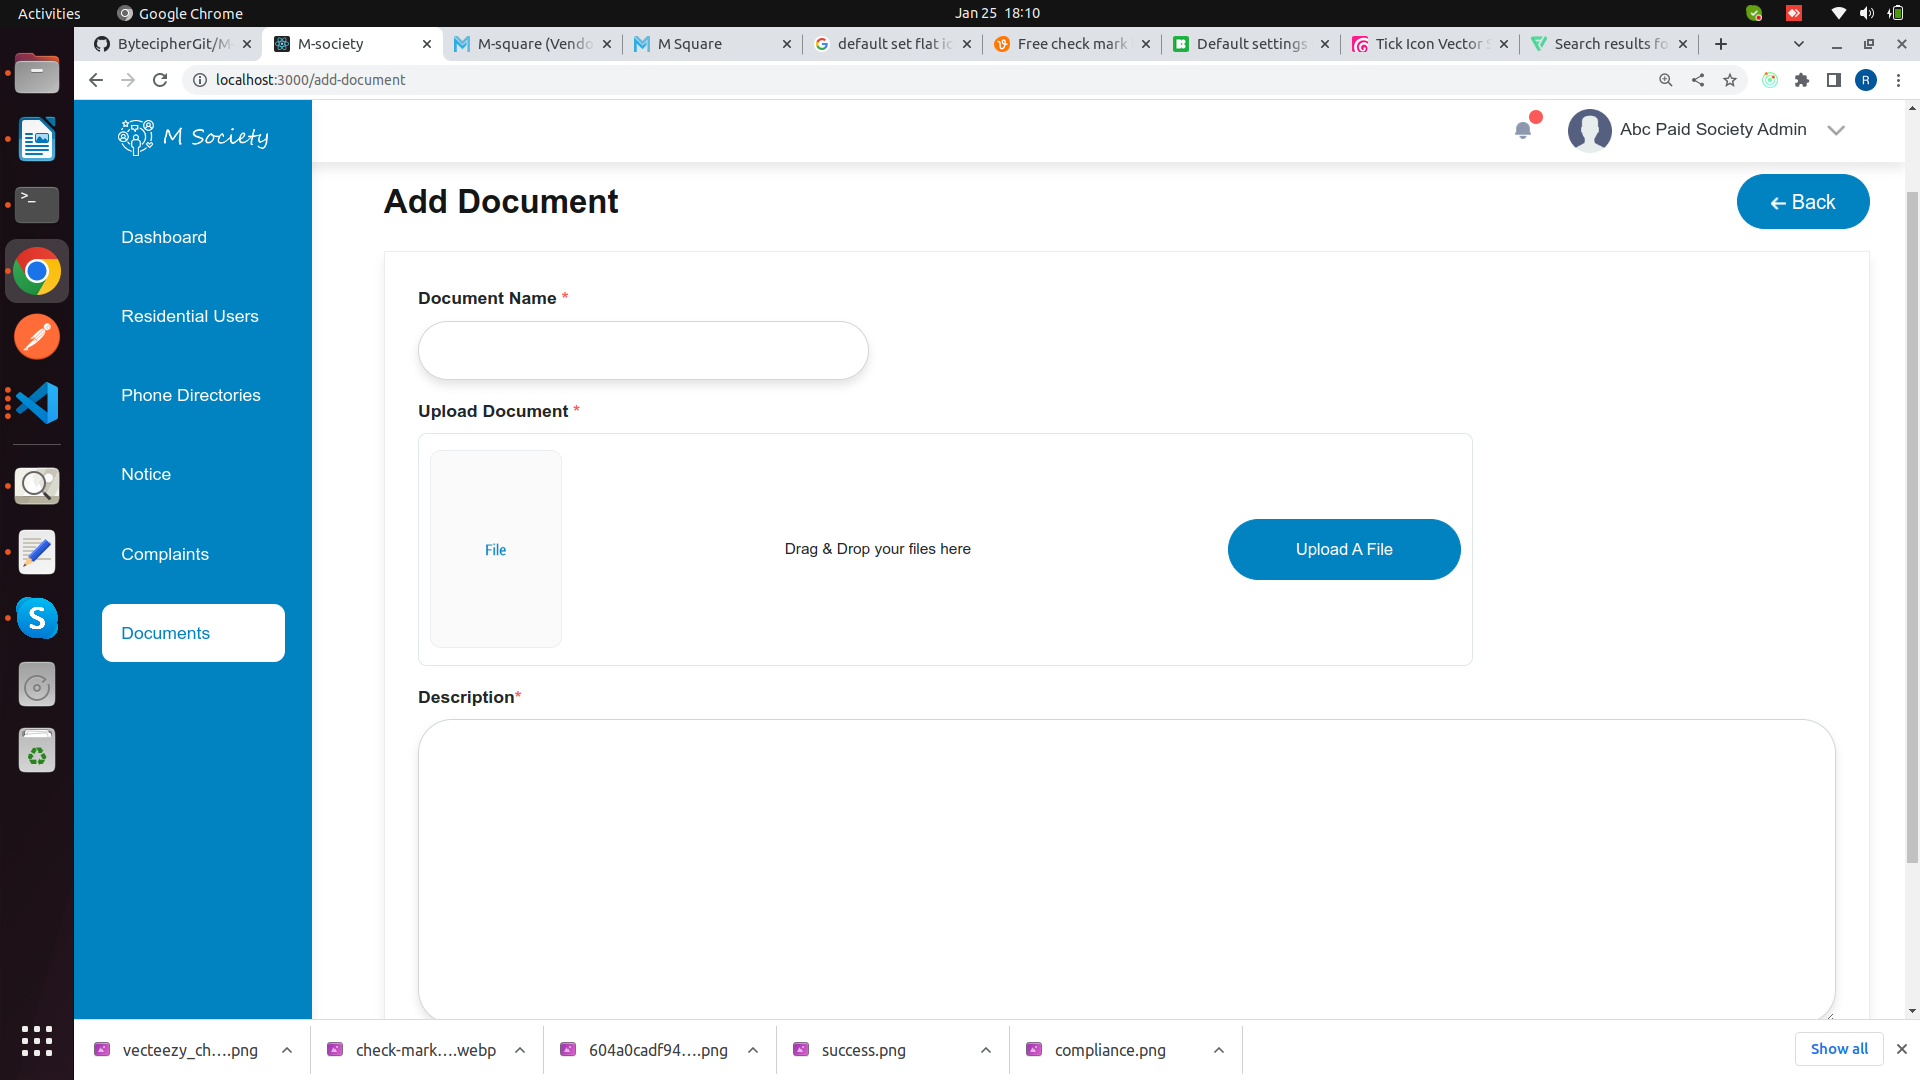 Activities
Google Chrome
Jan 25 18:10
BytecipherGit/M-
M-society
M-square (Vendo
M Square
default set flat ic
Free check mark
Default settings
Tick Icon Vector S
Search results fo
localhost:3000/add-document
R
M Society
Abc Paid Society Admin
Add Document
Back
Dashboard
Residential Users
Phone Directories
Notice
Complaints
Documents
Document Name *
Upload Document *
File
Drag & Drop your files here
Upload A File
Description*
vecteezy_ch....png
check-mark....webp
604a0cadf94....png
success.png
compliance.png
Show all